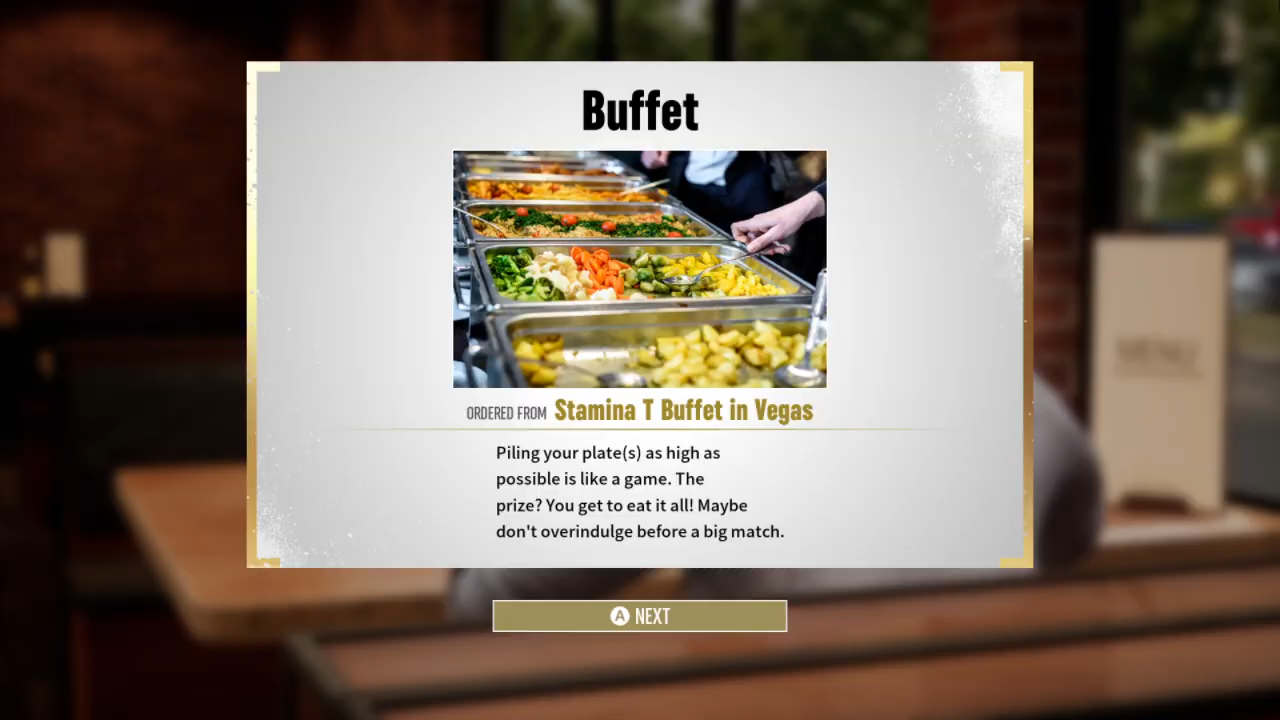 Buffet
ORDERED FROM Stamina T Buffet in Vegas
Piling your plate(s) as high as
possible is like a game. The
prize? You get to eat it all! Maybe
don't overindulge before a big match.
A NEXT
MENU